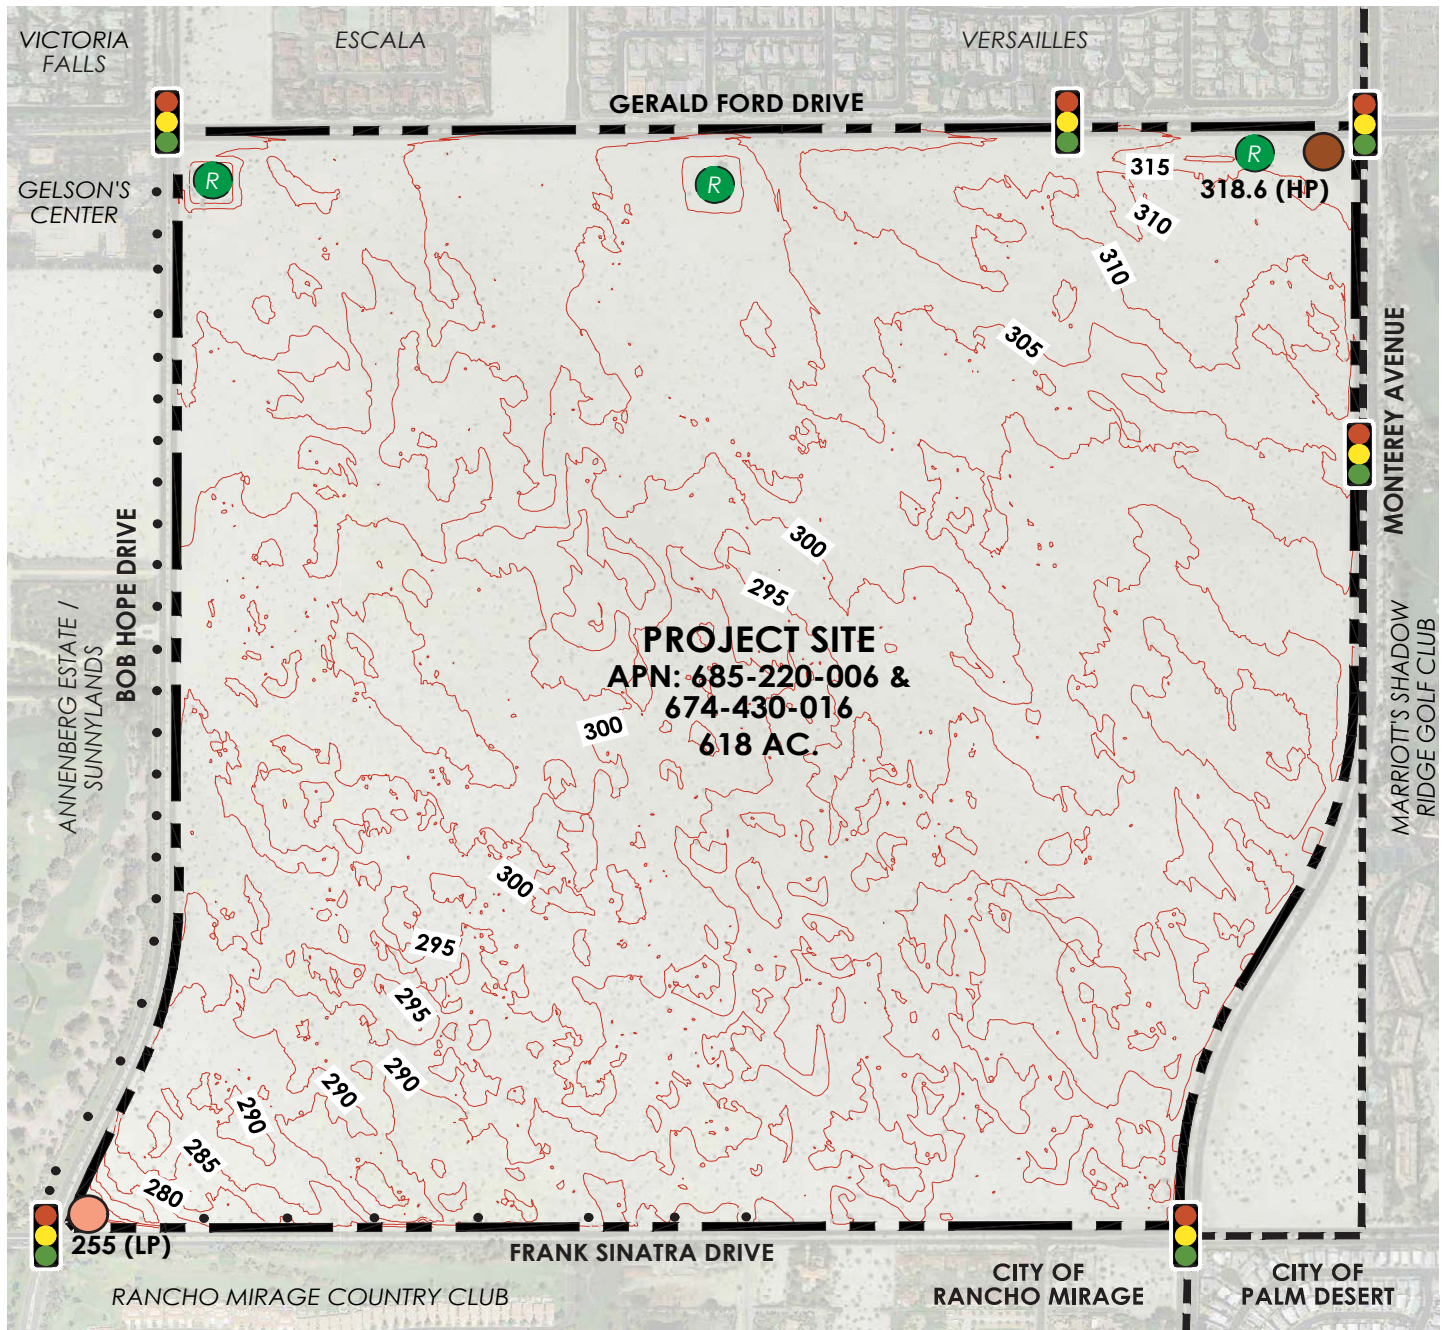 VICTORIA
FALLS
ESCALA
VERSAILLES
GERALD FORD DRIVE
GELSON'S
CENTER
R
R
R
315
318.6 (HP)
310
310
305
MONTEREY AVENUE
BOB HOPE DRIVE
ANNENBERG ESTATE /
SUNNYLANDS
300
295
PROJECT SITE
APN: 685-220-006 &
674-430-016
618 AC.
300
MARRIOTT'S SHADOW
RIDGE GOLF CLUB
300
295
295
290
290
290
285
280
255 (LP)
FRANK SINATRA DRIVE
RANCHO MIRAGE COUNTRY CLUB
CITY OF
RANCHO MIRAGE
CITY OF
PALM DESERT